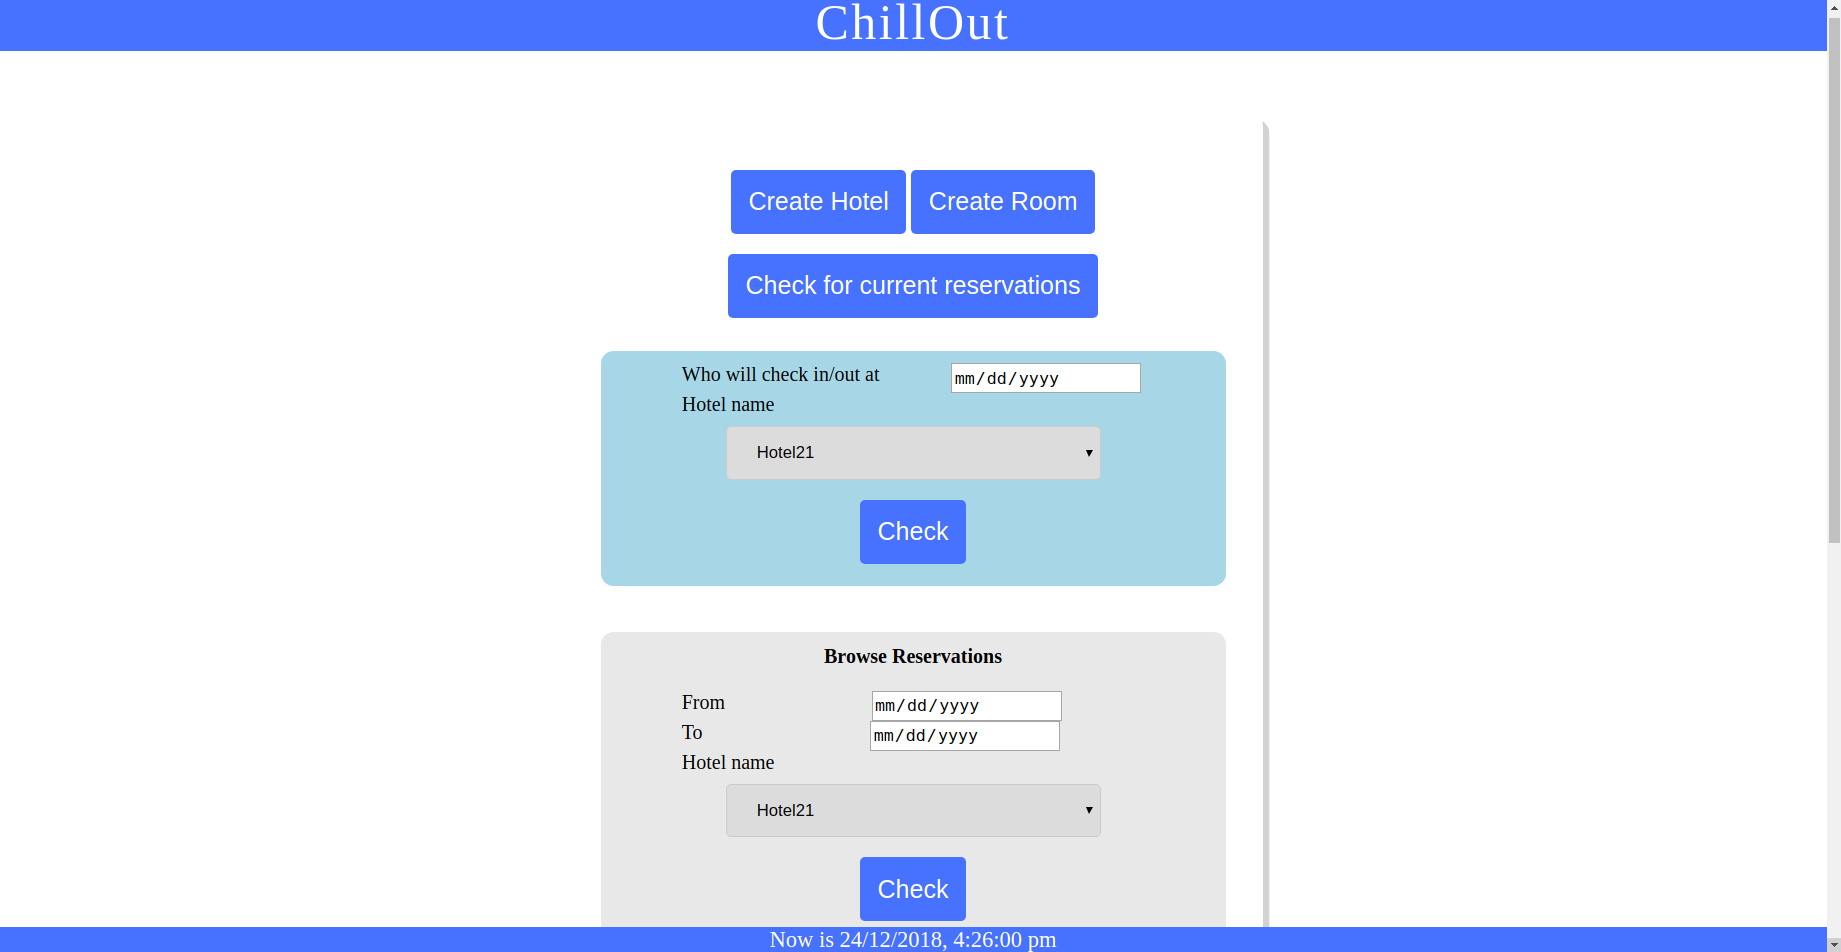 ChillOut
Create Hotel Create Room
Check for current reservations
Who will check in/out at mm/dd/yyyy
Hotel name
Hotel21
Check
Browse Reservations
From mm/dd/yyyy
To mm/dd/yyyy
Hotel name
Hotel21
Check
Now is 24/12/2018, 4:26:00 pm